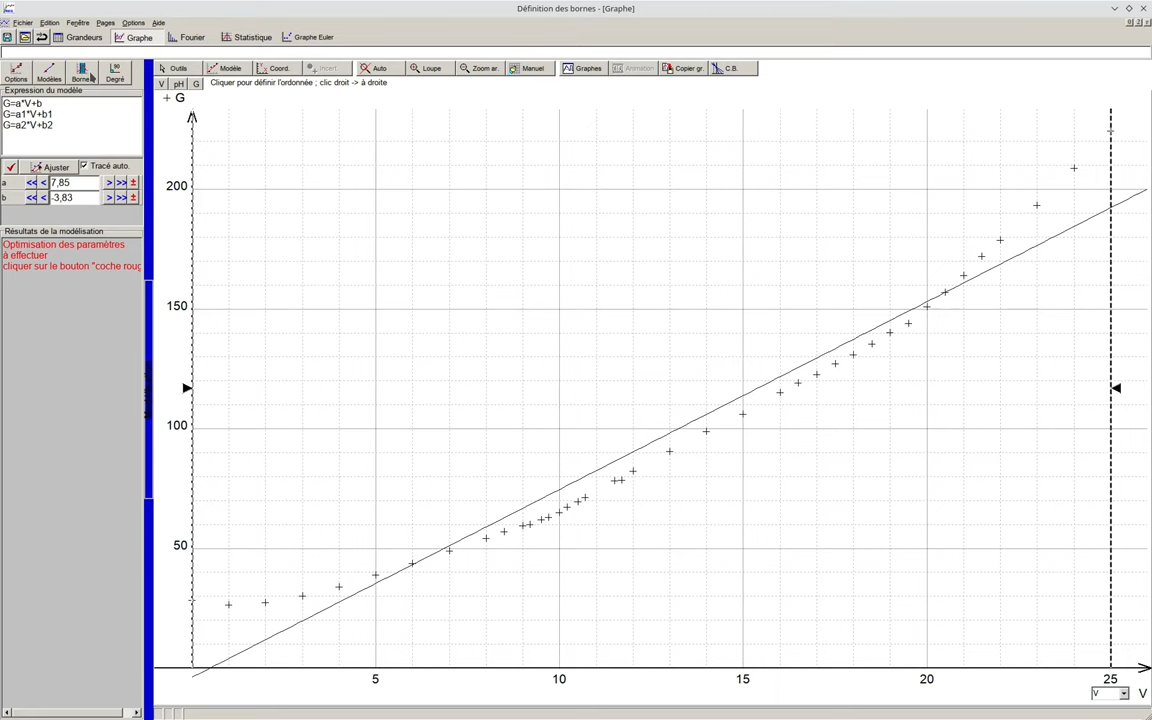 Définition des bornes - [Graphe]
Fichier Edition Fenêtre Pages Options Aide
Grandeurs Graphe Fourier Statistique Graphe Euler
Options Modèles Bornes Degré
Outils Modèle Coord. Insert. Auto Loupe Zoom ar. Manuel Graphes Animation Copier gr. C.B.
V pH G Cliquer pour définir l'ordonnée ; clic droit -> à droite
Expression du modèle
G=a*V+b
G=a1*V+b1
G=a2*V+b2
Ajuster Tracé auto.
a << < 7,85 > >> ±
b << < -3,83 > >> ±
Résultats de la modélisation
Optimisation des paramètres
à effectuer
cliquer sur le bouton "coche roug
G
200
150
100
50
5 10 15 20 25
V V